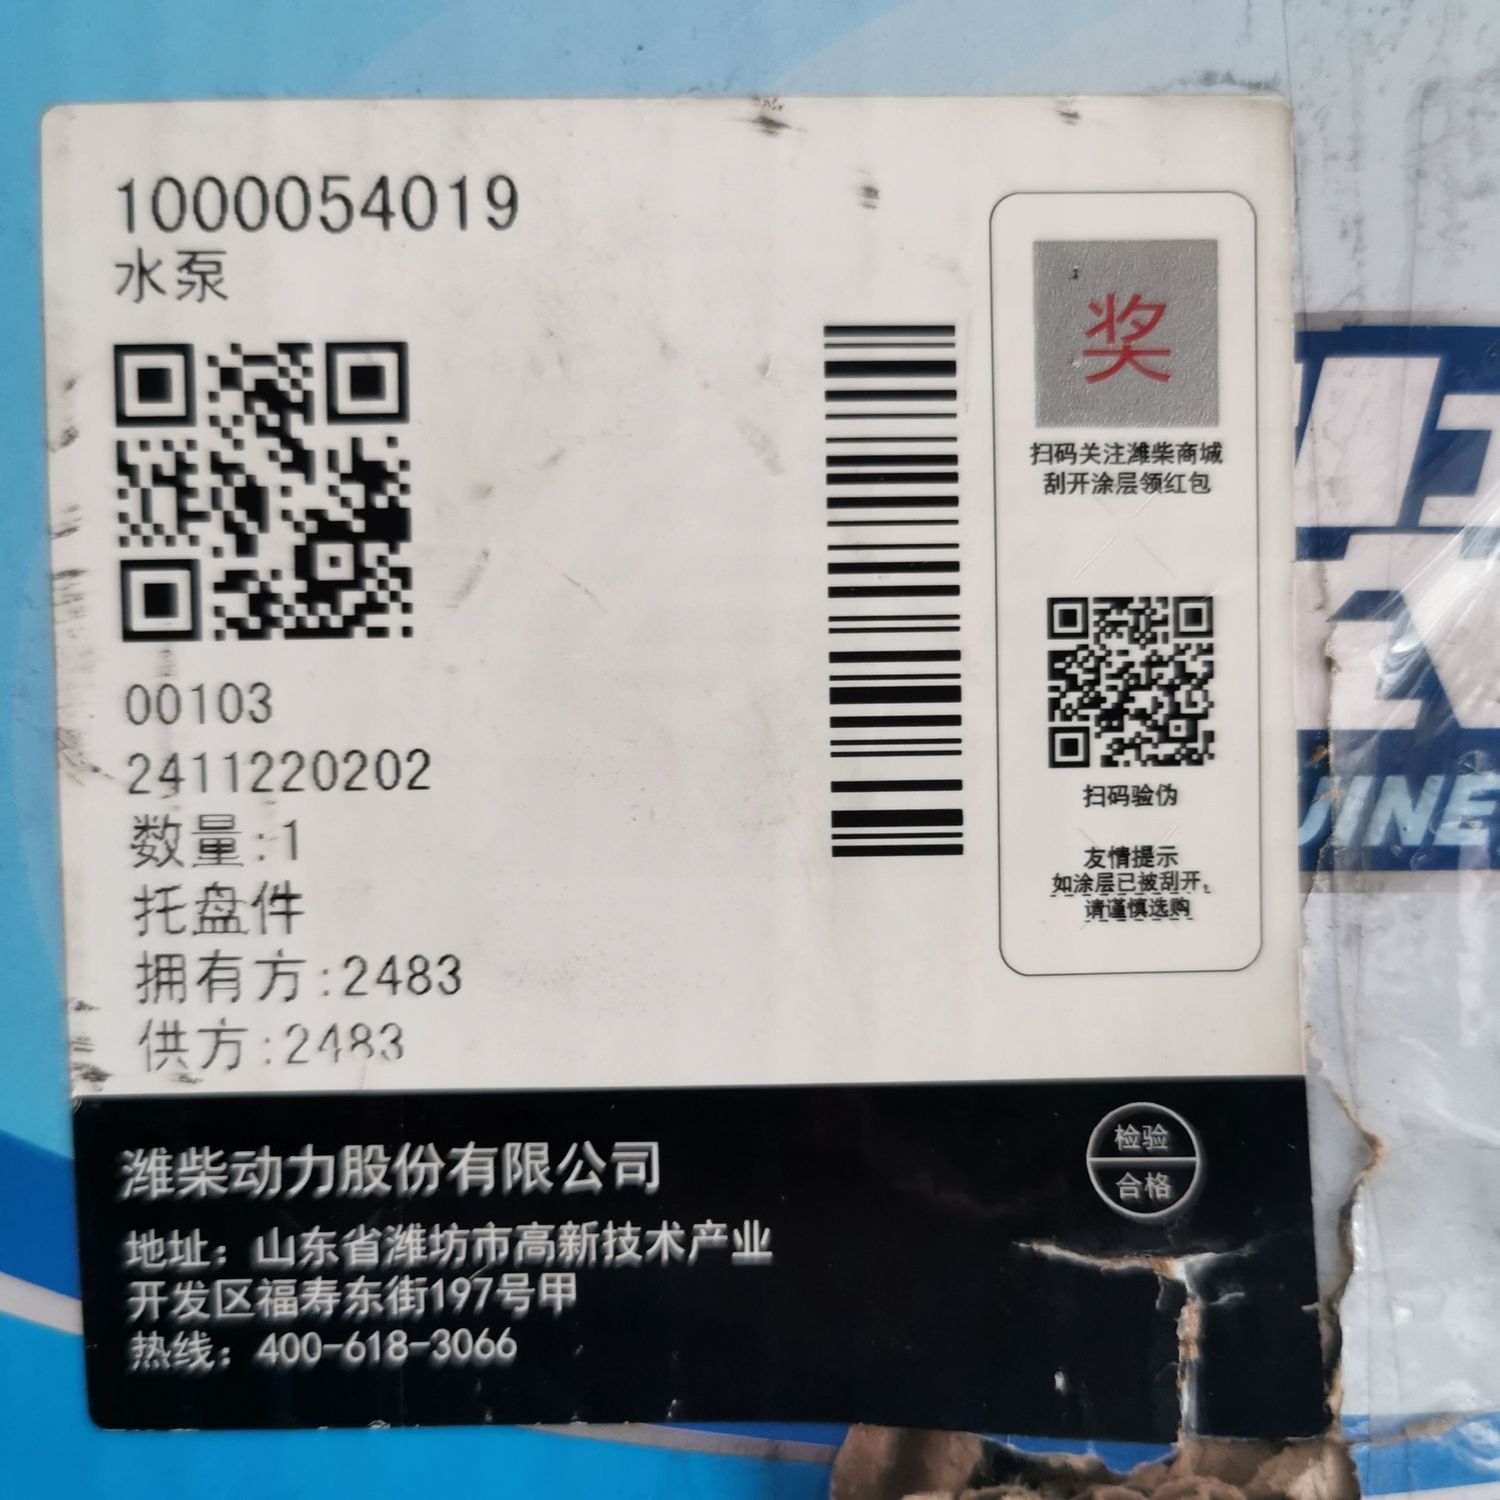 1000054019
水泵
00103
2411220202
数量:1
托盘件
拥有方:2483
供方:2483
奖
扫码关注潍柴商城
刮开涂层领红包
扫码验伪
友情提示
如涂层已被刮开,
请谨慎选购
潍柴动力股份有限公司
地址：山东省潍坊市高新技术产业
开发区福寿东街197号甲
热线：400-618-3066
检验
合格